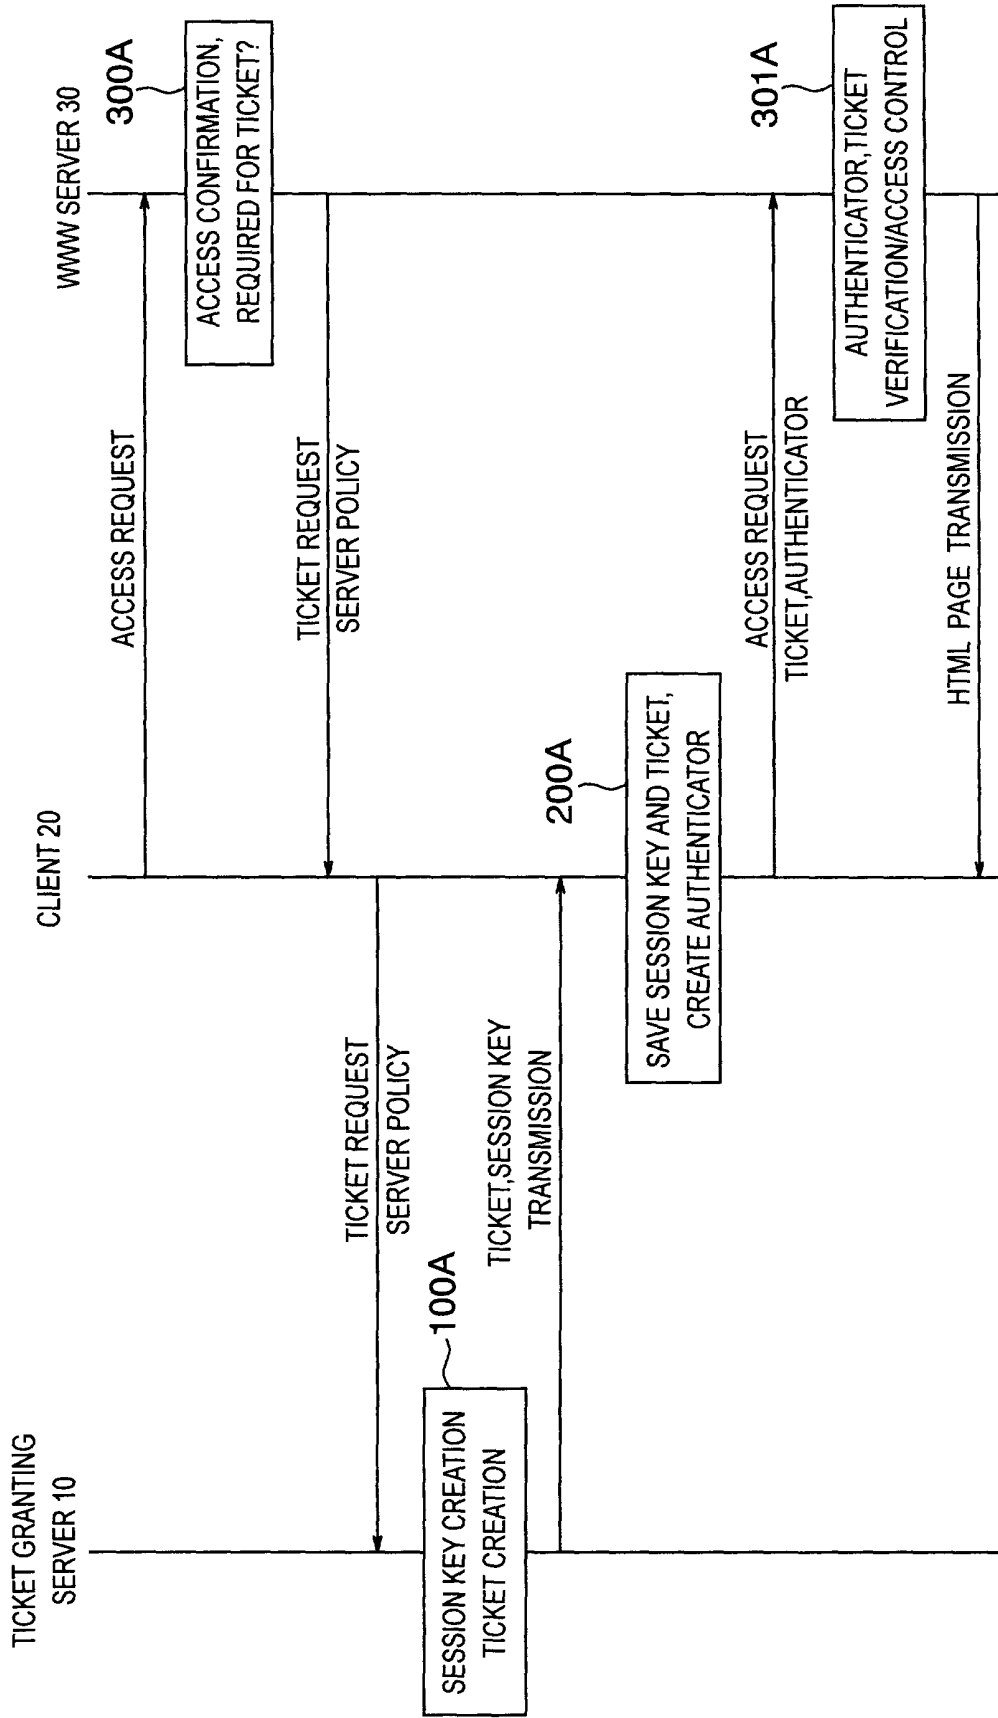 TICKET GRANTING
SERVER 10
CLIENT 20
WWW SERVER 30
ACCESS REQUEST
300A
ACCESS CONFIRMATION,
REQUIRED FOR TICKET?
TICKET REQUEST
SERVER POLICY
TICKET REQUEST
SERVER POLICY
100A
SESSION KEY CREATION
TICKET CREATION
TICKET,SESSION KEY
TRANSMISSION
200A
SAVE SESSION KEY AND TICKET,
CREATE AUTHENTICATOR
ACCESS REQUEST
TICKET,AUTHENTICATOR
301A
AUTHENTICATOR,TICKET
VERIFICATION/ACCESS CONTROL
HTML PAGE TRANSMISSION